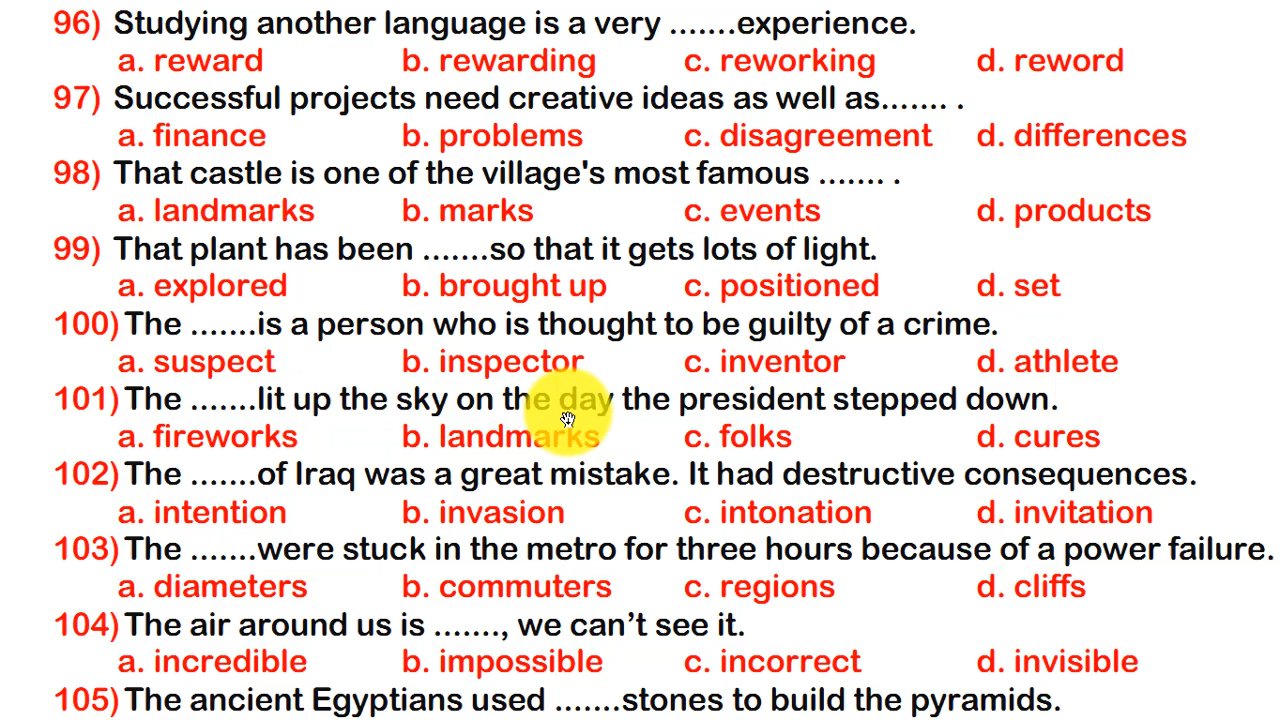 96) Studying another language is a very .......experience.
a. reward b. rewarding c. reworking d. reword
97) Successful projects need creative ideas as well as....... .
a. finance b. problems c. disagreement d. differences
98) That castle is one of the village's most famous ....... .
a. landmarks b. marks c. events d. products
99) That plant has been .......so that it gets lots of light.
a. explored b. brought up c. positioned d. set
100) The .......is a person who is thought to be guilty of a crime.
a. suspect b. inspector c. inventor d. athlete
101) The .......lit up the sky on the day the president stepped down.
a. fireworks b. landmarks c. folks d. cures
102) The .......of Iraq was a great mistake. It had destructive consequences.
a. intention b. invasion c. intonation d. invitation
103) The .......were stuck in the metro for three hours because of a power failure.
a. diameters b. commuters c. regions d. cliffs
104) The air around us is ......., we can’t see it.
a. incredible b. impossible c. incorrect d. invisible
105) The ancient Egyptians used .......stones to build the pyramids.